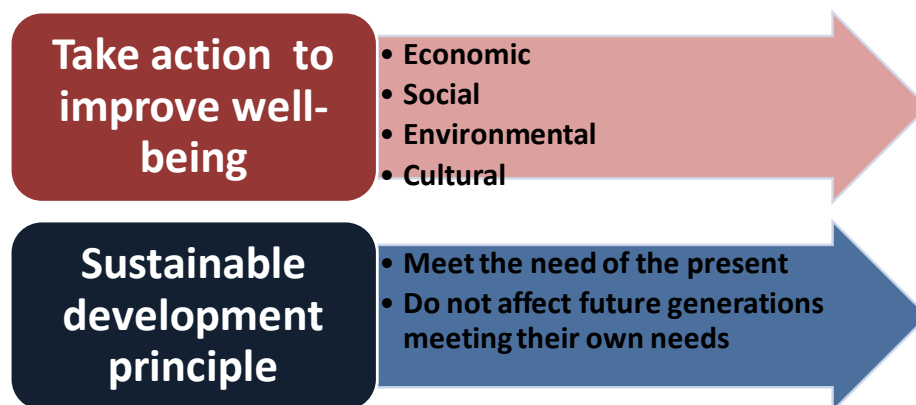 Take action to
improve well-
being
• Economic
• Social
• Environmental
• Cultural
Sustainable
development
principle
• Meet the need of the present
• Do not affect future generations
meeting their own needs